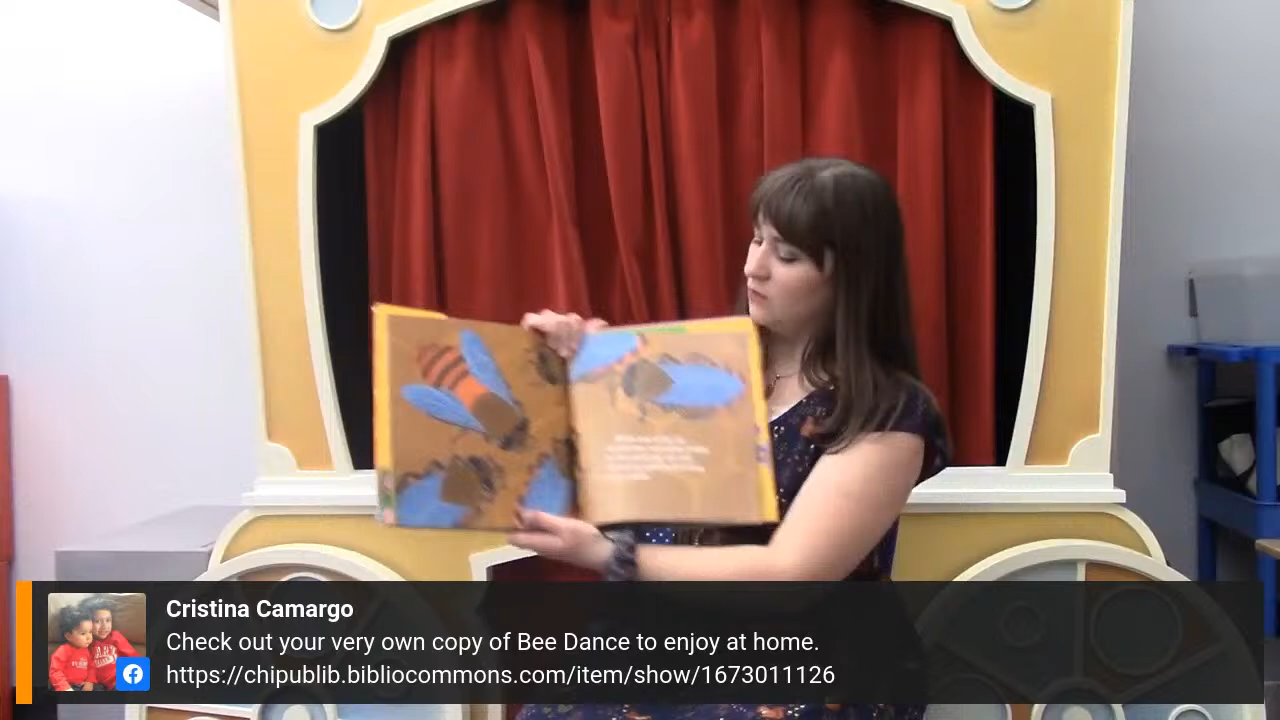 Cristina Camargo
Check out your very own copy of Bee Dance to enjoy at home.
https://chipublib.bibliocommons.com/item/show/1673011126